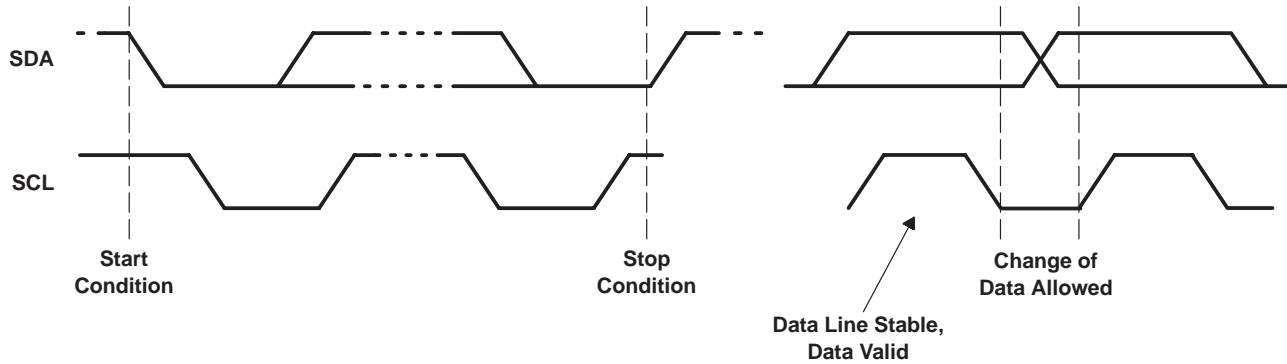 SDA
SCL
Start
Condition
Stop
Condition
Change of
Data Allowed
Data Line Stable,
Data Valid